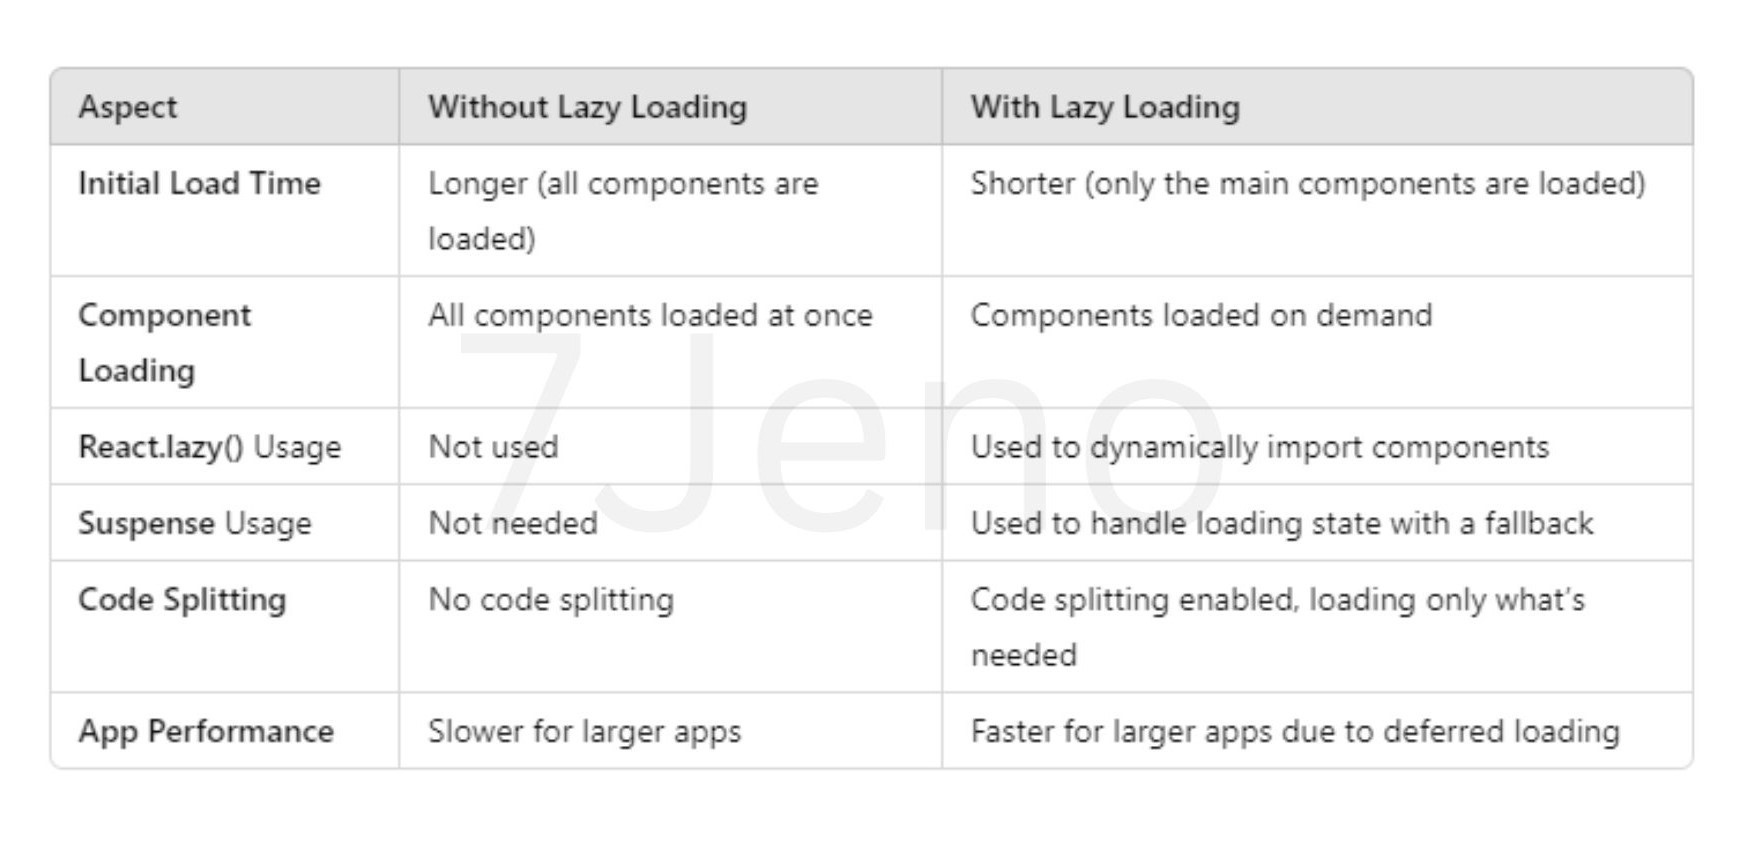 Aspect
Without Lazy Loading
With Lazy Loading
Initial Load Time
Longer (all components are
loaded)
Shorter (only the main components are loaded)
Component
Loading
All components loaded at once
Components loaded on demand
React.lazy() Usage
Not used
Used to dynamically import components
Suspense Usage
Not needed
Used to handle loading state with a fallback
Code Splitting
No code splitting
Code splitting enabled, loading only what’s
needed
App Performance
Slower for larger apps
Faster for larger apps due to deferred loading
7Jeno